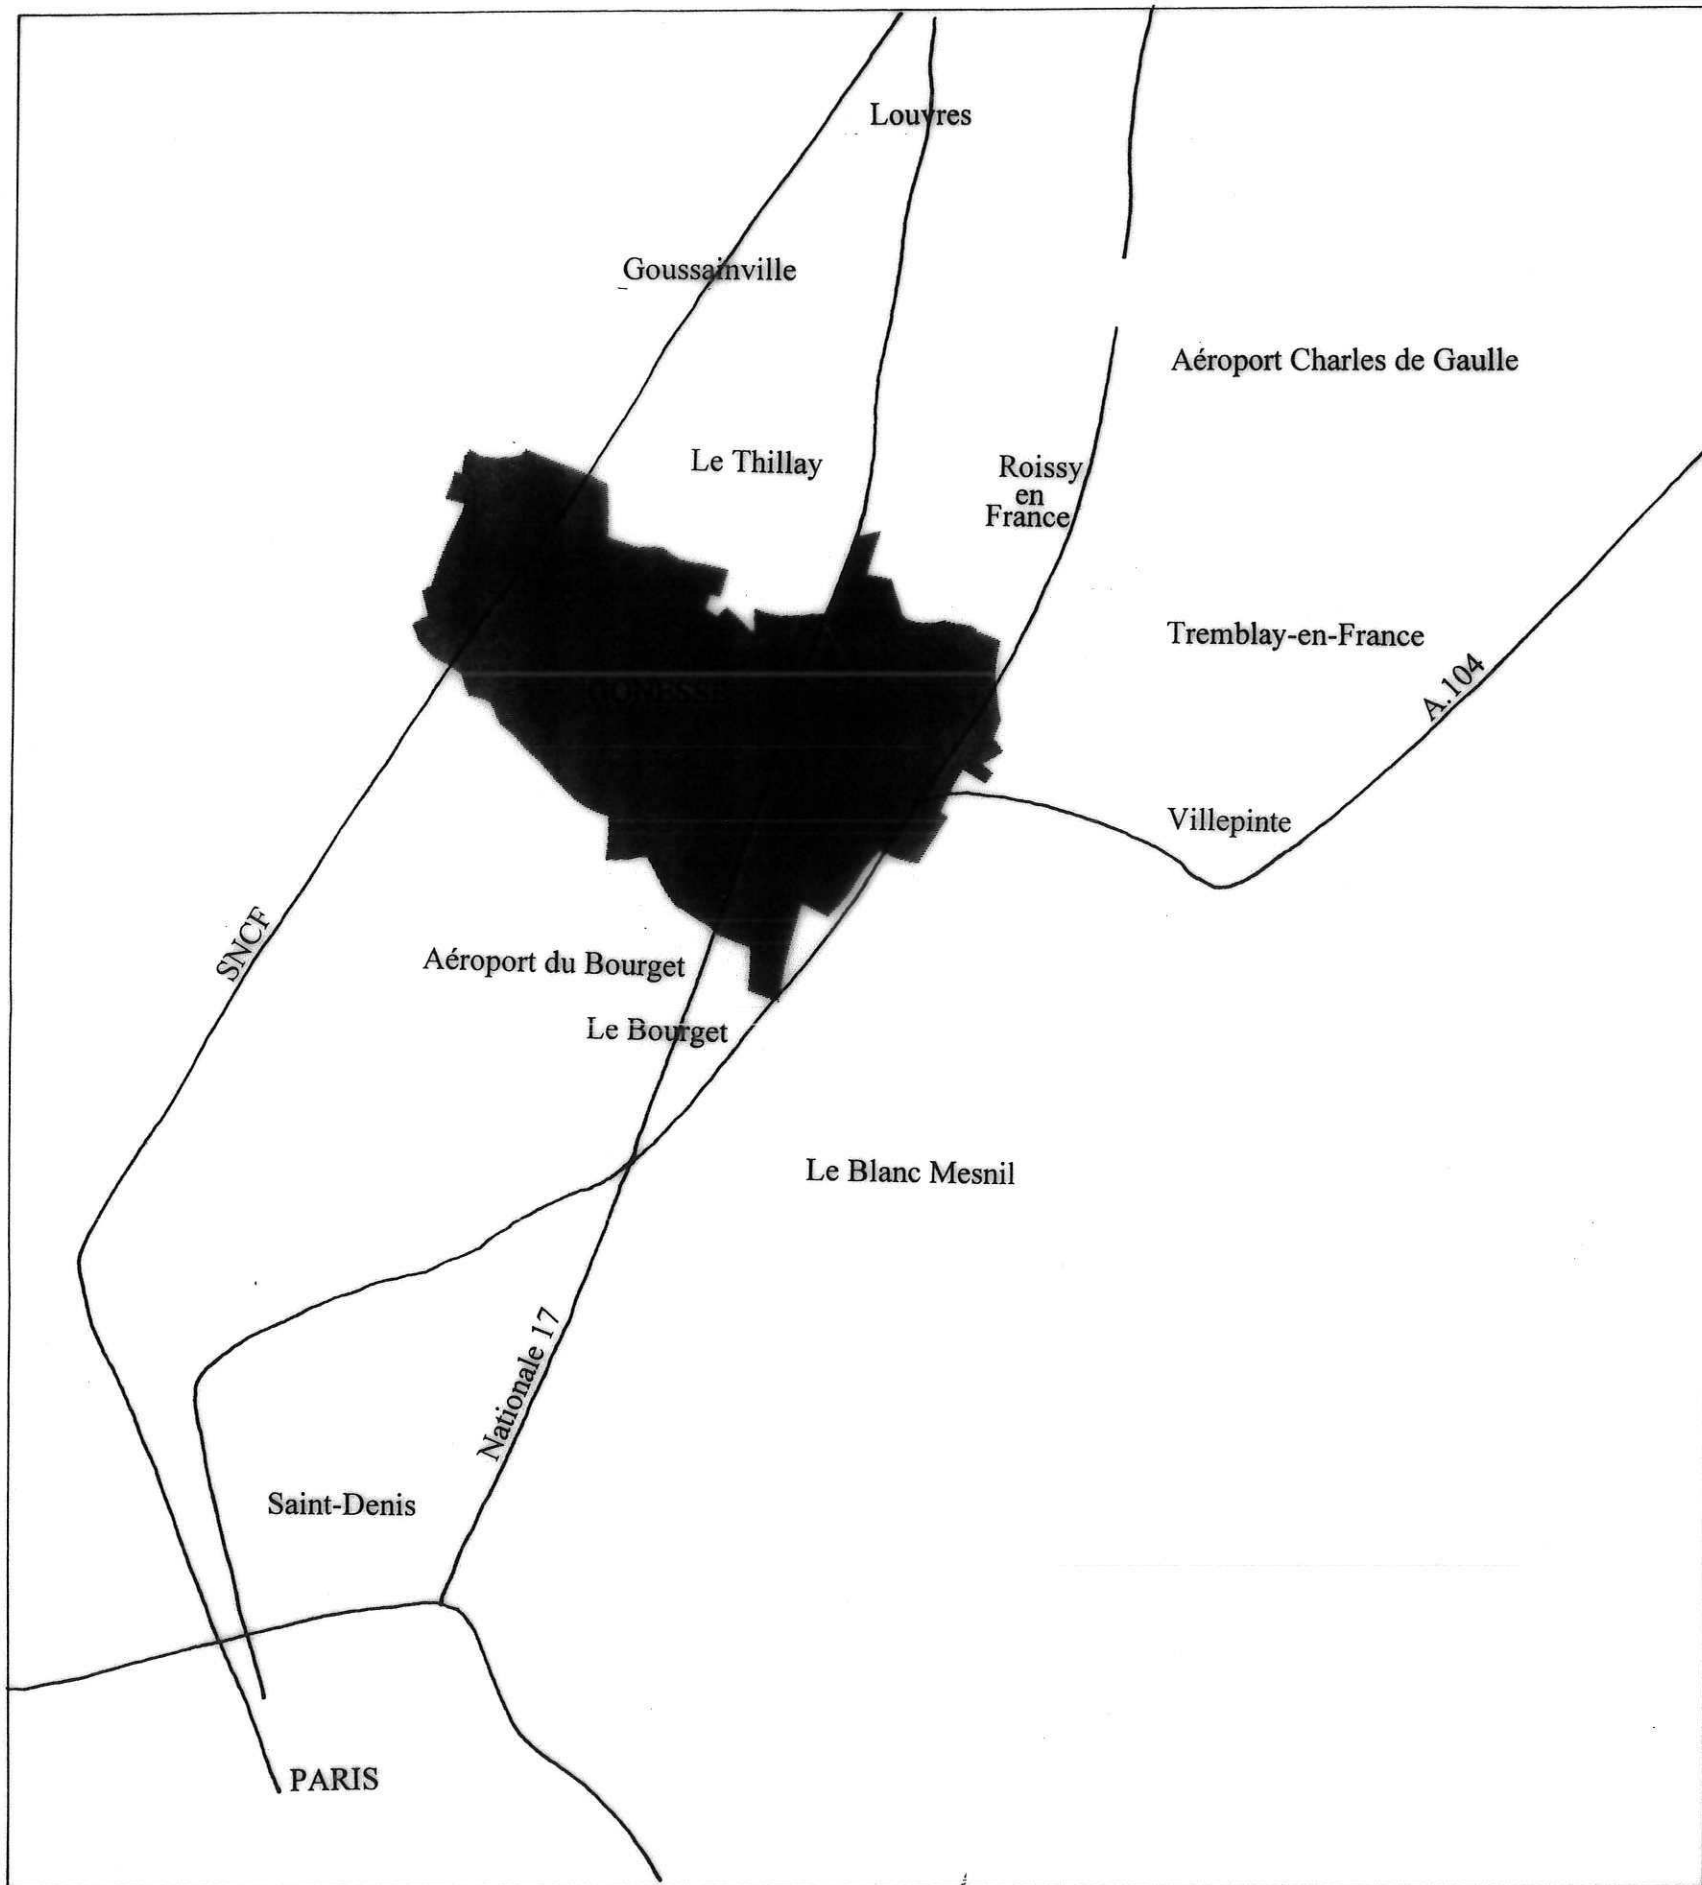 Louvres
Goussainville
Aéroport Charles de Gaulle
Le Thillay
Roissy
en
France
Tremblay-en-France
A.104
GONESSE
Villepinte
SNCF
Aéroport du Bourget
Le Bourget
Le Blanc Mesnil
Nationale 17
Saint-Denis
PARIS